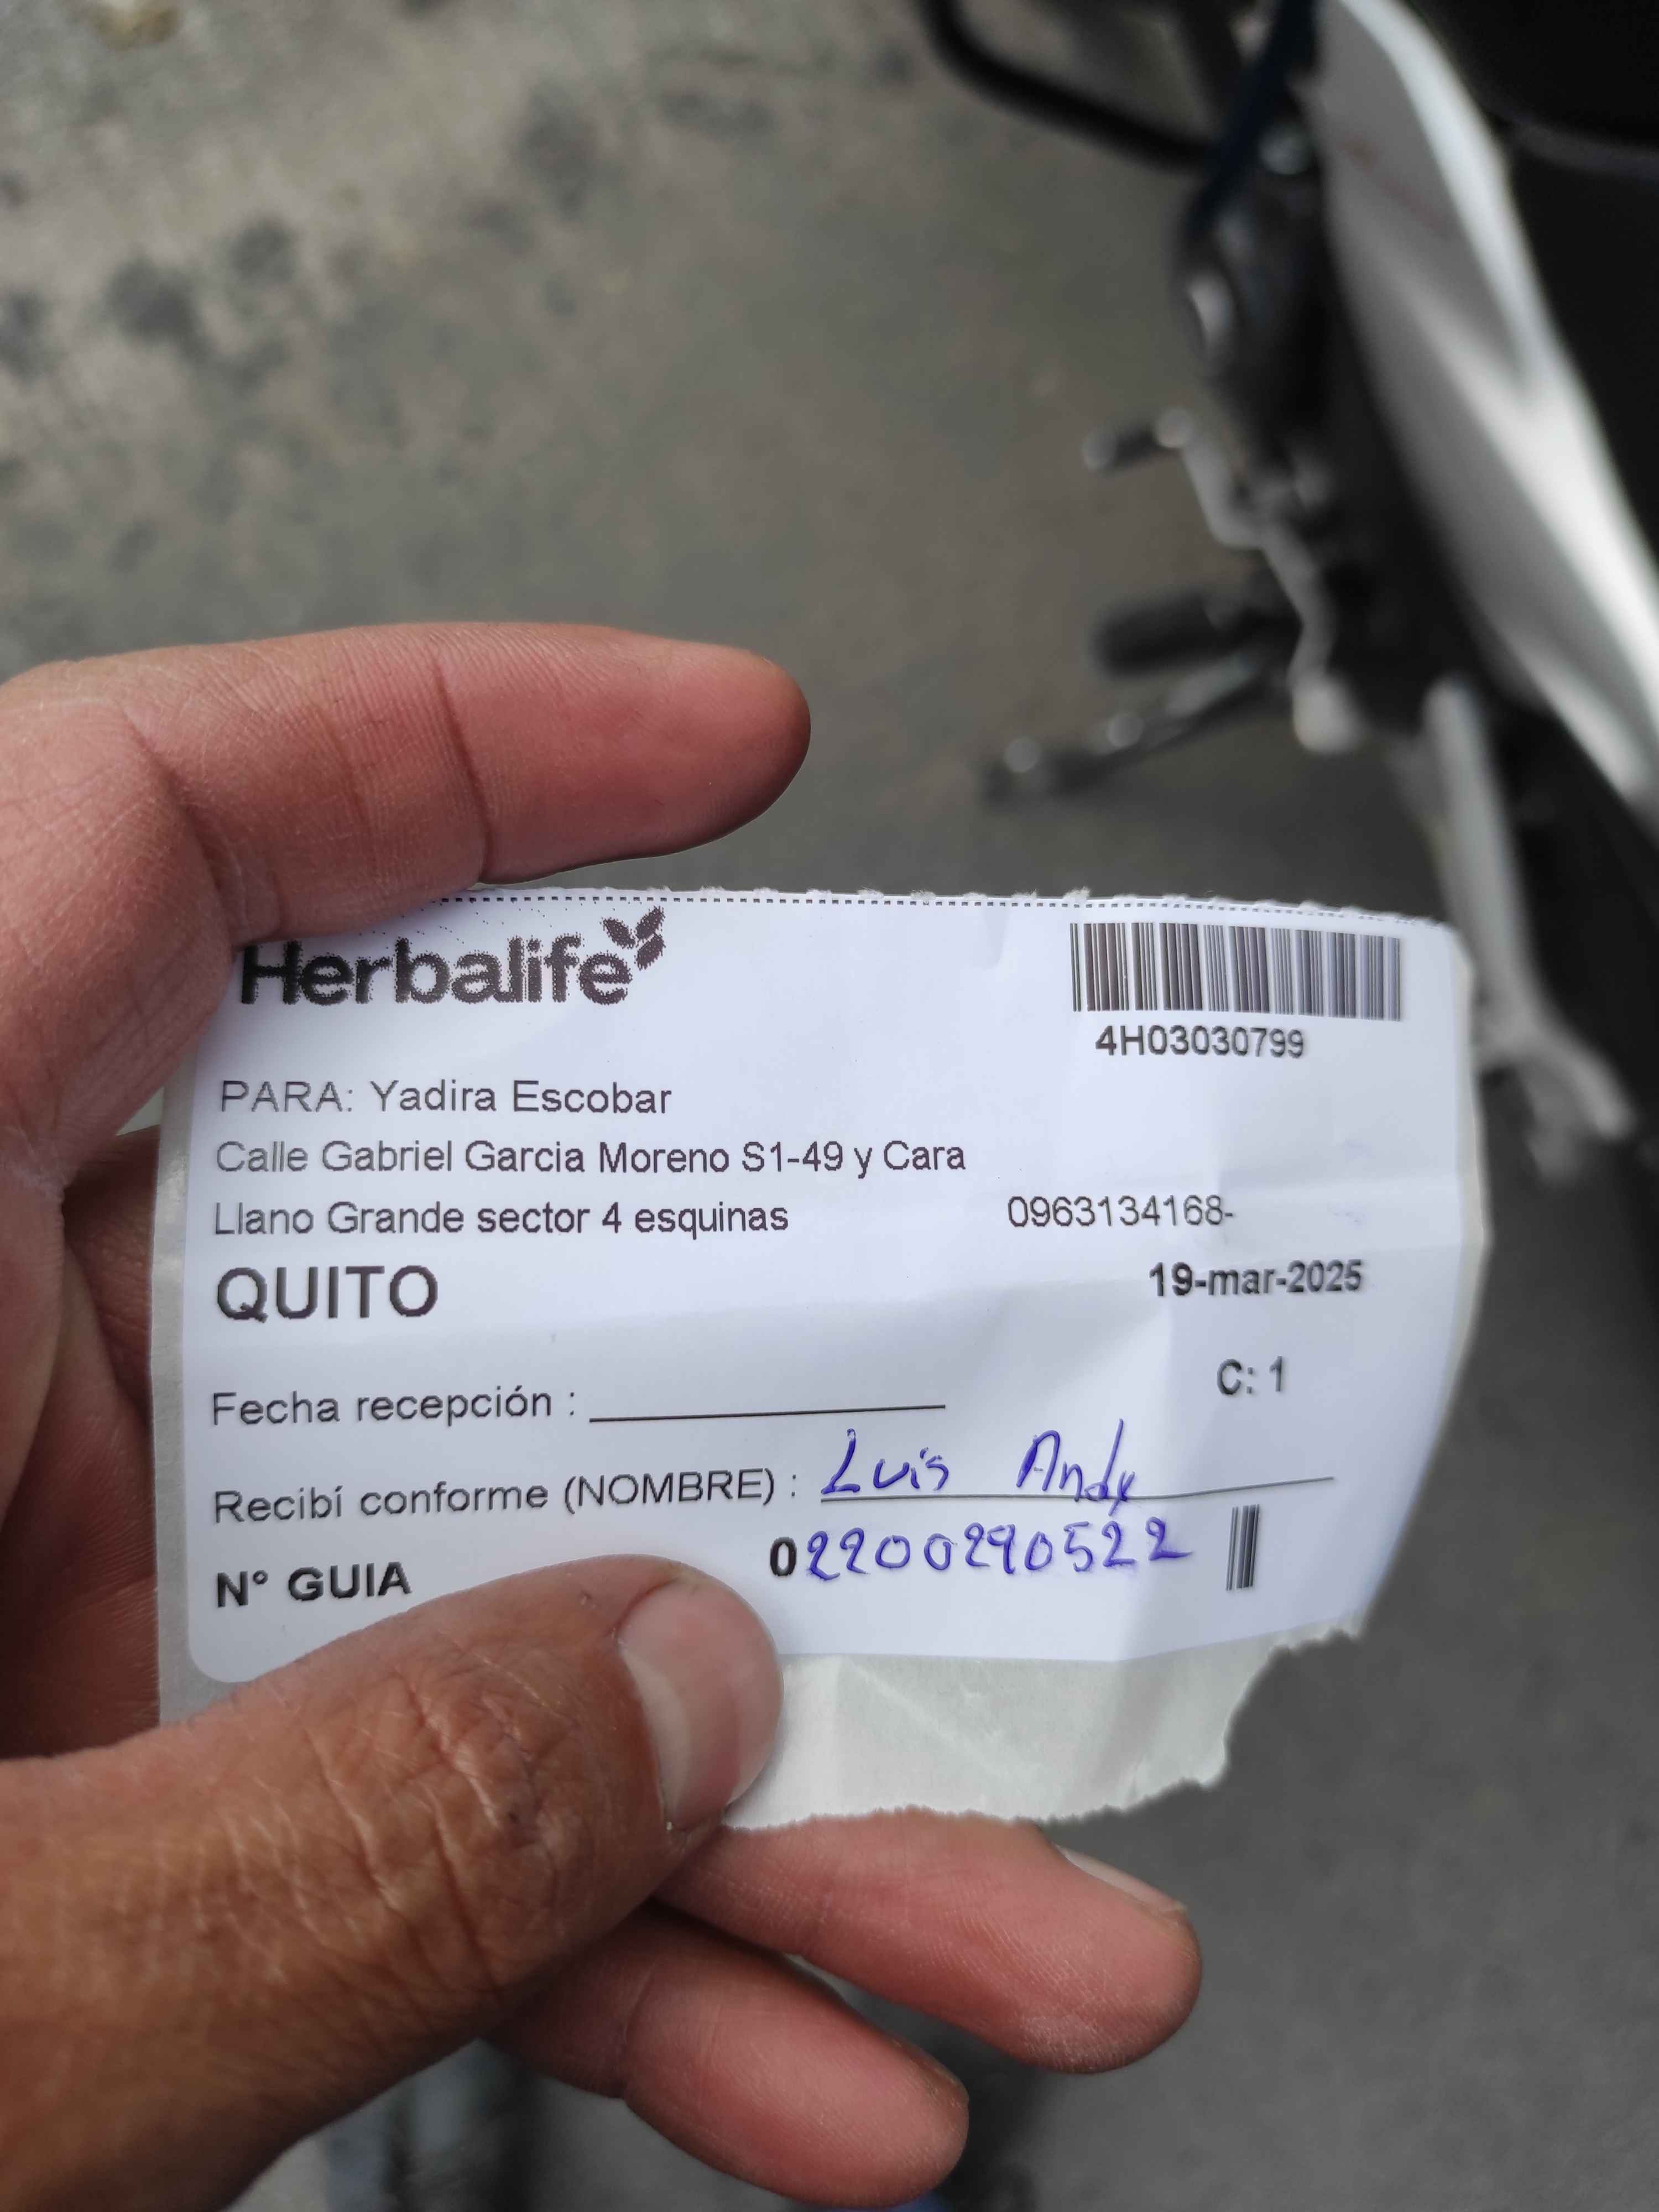 Herbalife
4H03030799
PARA: Yadira Escobar
Calle Gabriel Garcia Moreno S1-49 y Cara
Llano Grande sector 4 esquinas 0963134168-
QUITO 19-mar-2025
C: 1
Fecha recepción :
Recibí conforme (NOMBRE) : Luis Andy
N° GUIA 02200290522